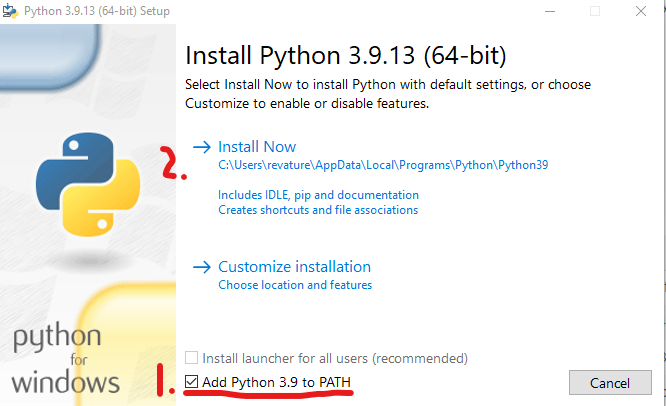 Python 3.9.13 (64-bit) Setup
Install Python 3.9.13 (64-bit)
Select Install Now to install Python with default settings, or choose
Customize to enable or disable features.
2.
Install Now
C:\Users\revature\AppData\Local\Programs\Python\Python39
Includes IDLE, pip and documentation
Creates shortcuts and file associations
Customize installation
Choose location and features
python
for
windows
Install launcher for all users (recommended)
1.
Add Python 3.9 to PATH
Cancel